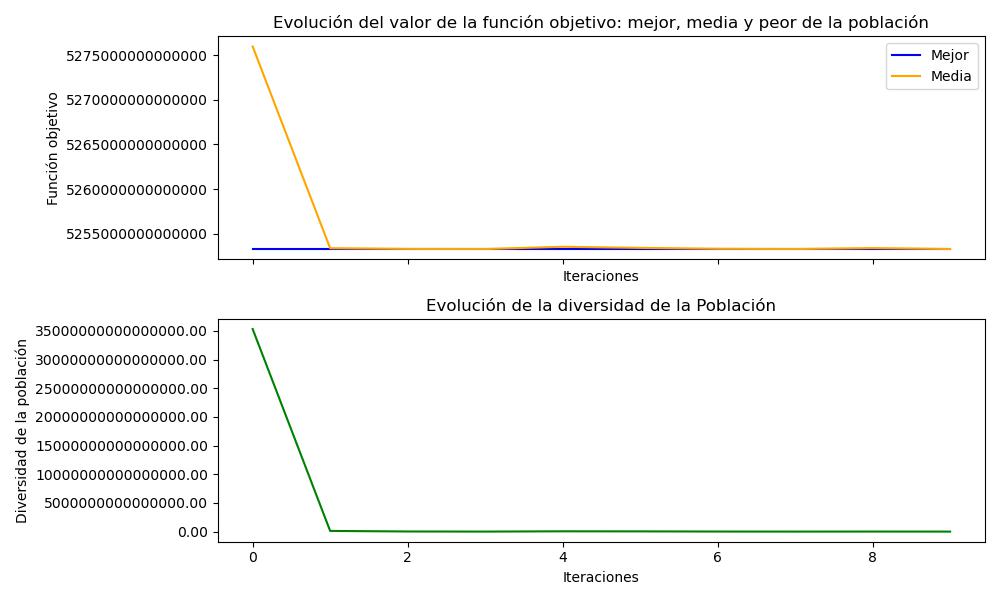 Evolución del valor de la función objetivo: mejor, media y peor de la población
Función objetivo
5275000000000000
5270000000000000
5265000000000000
5260000000000000
5255000000000000
Mejor
Media
Iteraciones
Evolución de la diversidad de la Población
Diversidad de la población
35000000000000000.00
30000000000000000.00
25000000000000000.00
20000000000000000.00
15000000000000000.00
10000000000000000.00
5000000000000000.00
0.00
0 2 4 6 8
Iteraciones